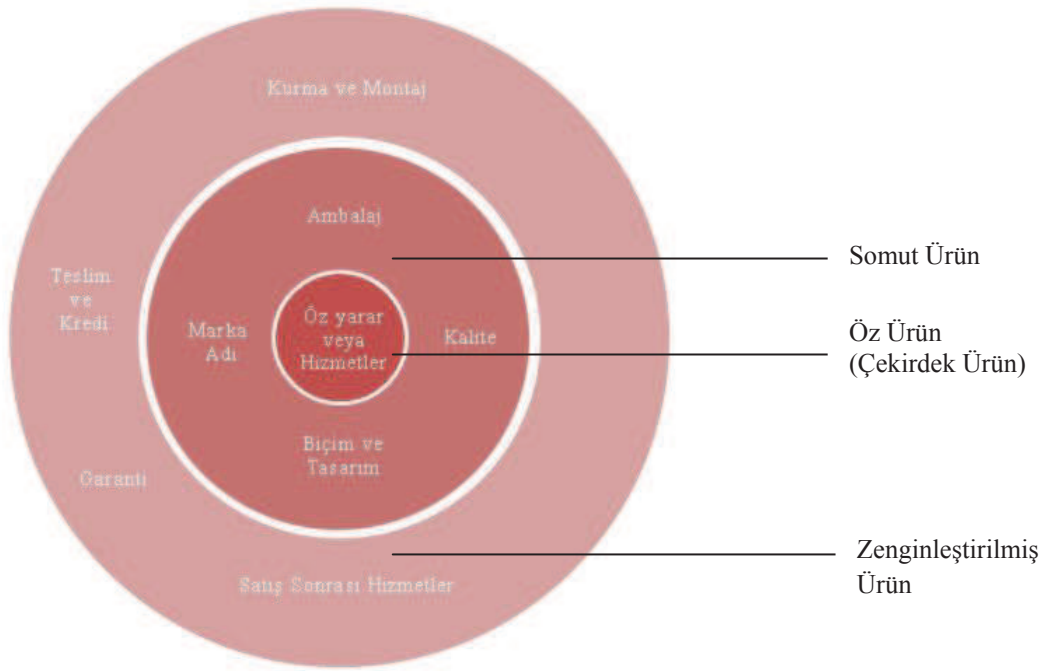 Kurma ve Montaj
Ambalaj
Teslim
ve
Kredi
Marka
Adı
Öz yarar
veya
Hizmetler
Kalite
Biçim ve
Tasarım
Garanti
Satış Sonrası Hizmetler
Somut Ürün
Öz Ürün
(Çekirdek Ürün)
Zenginleştirilmiş
Ürün